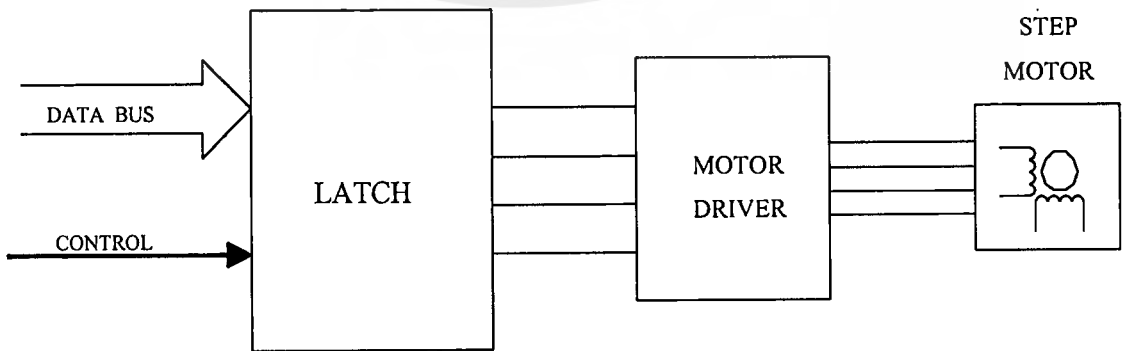 STEP
MOTOR
DATA BUS
LATCH
MOTOR
DRIVER
CONTROL